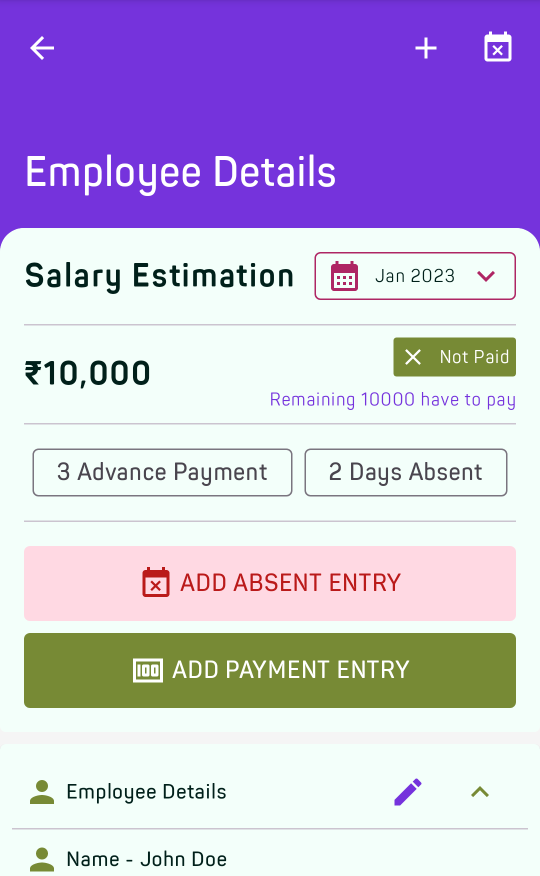 Employee Details
Salary Estimation
Jan 2023
₹10,000
Not Paid
Remaining 10000 have to pay
3 Advance Payment
2 Days Absent
ADD ABSENT ENTRY
100 ADD PAYMENT ENTRY
Employee Details
Name - John Doe